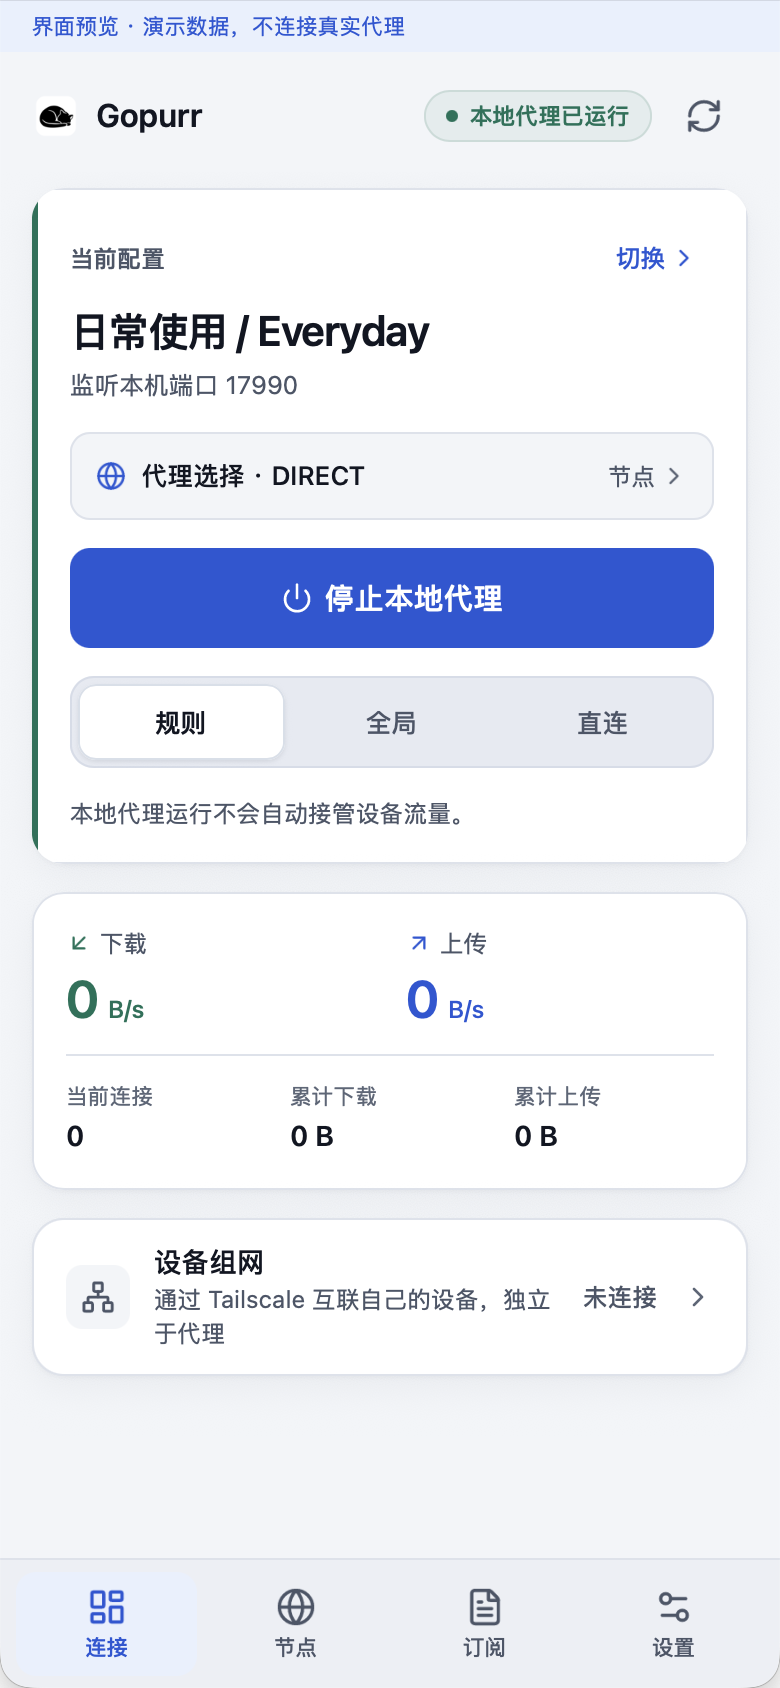 界面预览 · 演示数据，不连接真实代理
Gopurr
本地代理已运行
当前配置
切换
日常使用 / Everyday
监听本机端口 17990
代理选择 · DIRECT
节点
停止本地代理
规则
全局
直连
本地代理运行不会自动接管设备流量。
下载
上传
0 B/s
0 B/s
当前连接
累计下载
累计上传
0
0 B
0 B
设备组网
通过 Tailscale 互联自己的设备，独立
于代理
未连接
连接
节点
订阅
设置